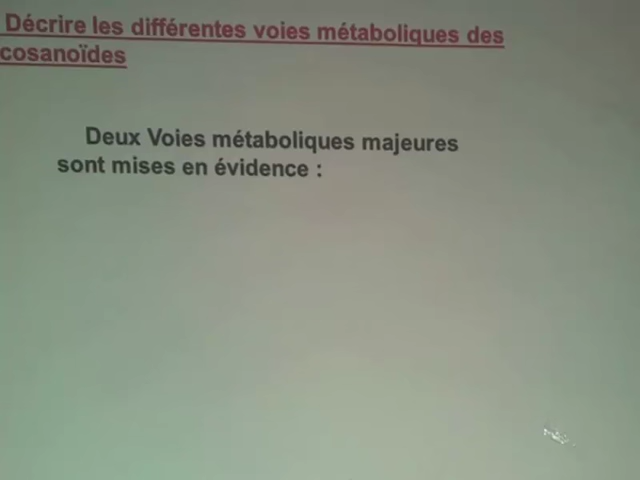 Décrire les différentes voies métaboliques des
cosanoïdes
Deux Voies métaboliques majeures
sont mises en évidence :